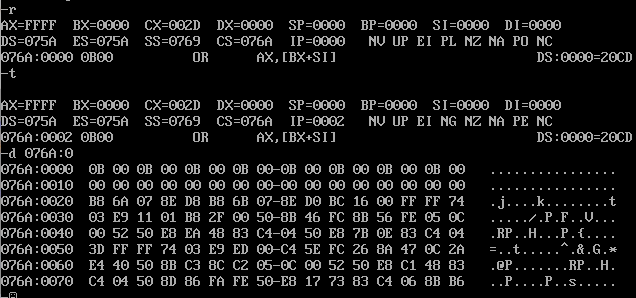 -r
AX=FFFF  BX=0000  CX=002D  DX=0000  SP=0000  BP=0000  SI=0000  DI=0000
DS=075A  ES=075A  SS=0769  CS=076A  IP=0000   NV UP EI PL NZ NA PO NC
076A:0000 0B00          OR      AX,[BX+SI]                         DS:0000=20CD
-t

AX=FFFF  BX=0000  CX=002D  DX=0000  SP=0000  BP=0000  SI=0000  DI=0000
DS=075A  ES=075A  SS=0769  CS=076A  IP=0002   NV UP EI NG NZ NA PE NC
076A:0002 0B00          OR      AX,[BX+SI]                         DS:0000=20CD
-d 076A:0
076A:0000  0B 00 0B 00 0B 00 0B 00-0B 00 0B 00 0B 00 0B 00   ................
076A:0010  00 00 00 00 00 00 00 00-00 00 00 00 00 00 00 00   ................
076A:0020  B8 6A 07 8E D8 B8 6B 07-8E D0 BC 16 00 FF FF 74   .j....k........t
076A:0030  03 E9 11 01 B8 2F 00 50-8B 46 FC 8B 56 FE 05 0C   ...../.P.F..V...
076A:0040  00 52 50 E8 EA 48 83 C4-04 50 E8 7B 0E 83 C4 04   .RP..H...P.{....
076A:0050  3D FF FF 74 03 E9 ED 00-C4 5E FC 26 8A 47 0C 2A   =..t.....^.&.G.*
076A:0060  E4 40 50 8B C3 8C C2 05-0C 00 52 50 E8 C1 48 83   .@P.......RP..H.
076A:0070  C4 04 50 8D 86 FA FE 50-E8 17 73 83 C4 06 8B B6   ..P....P..s.....